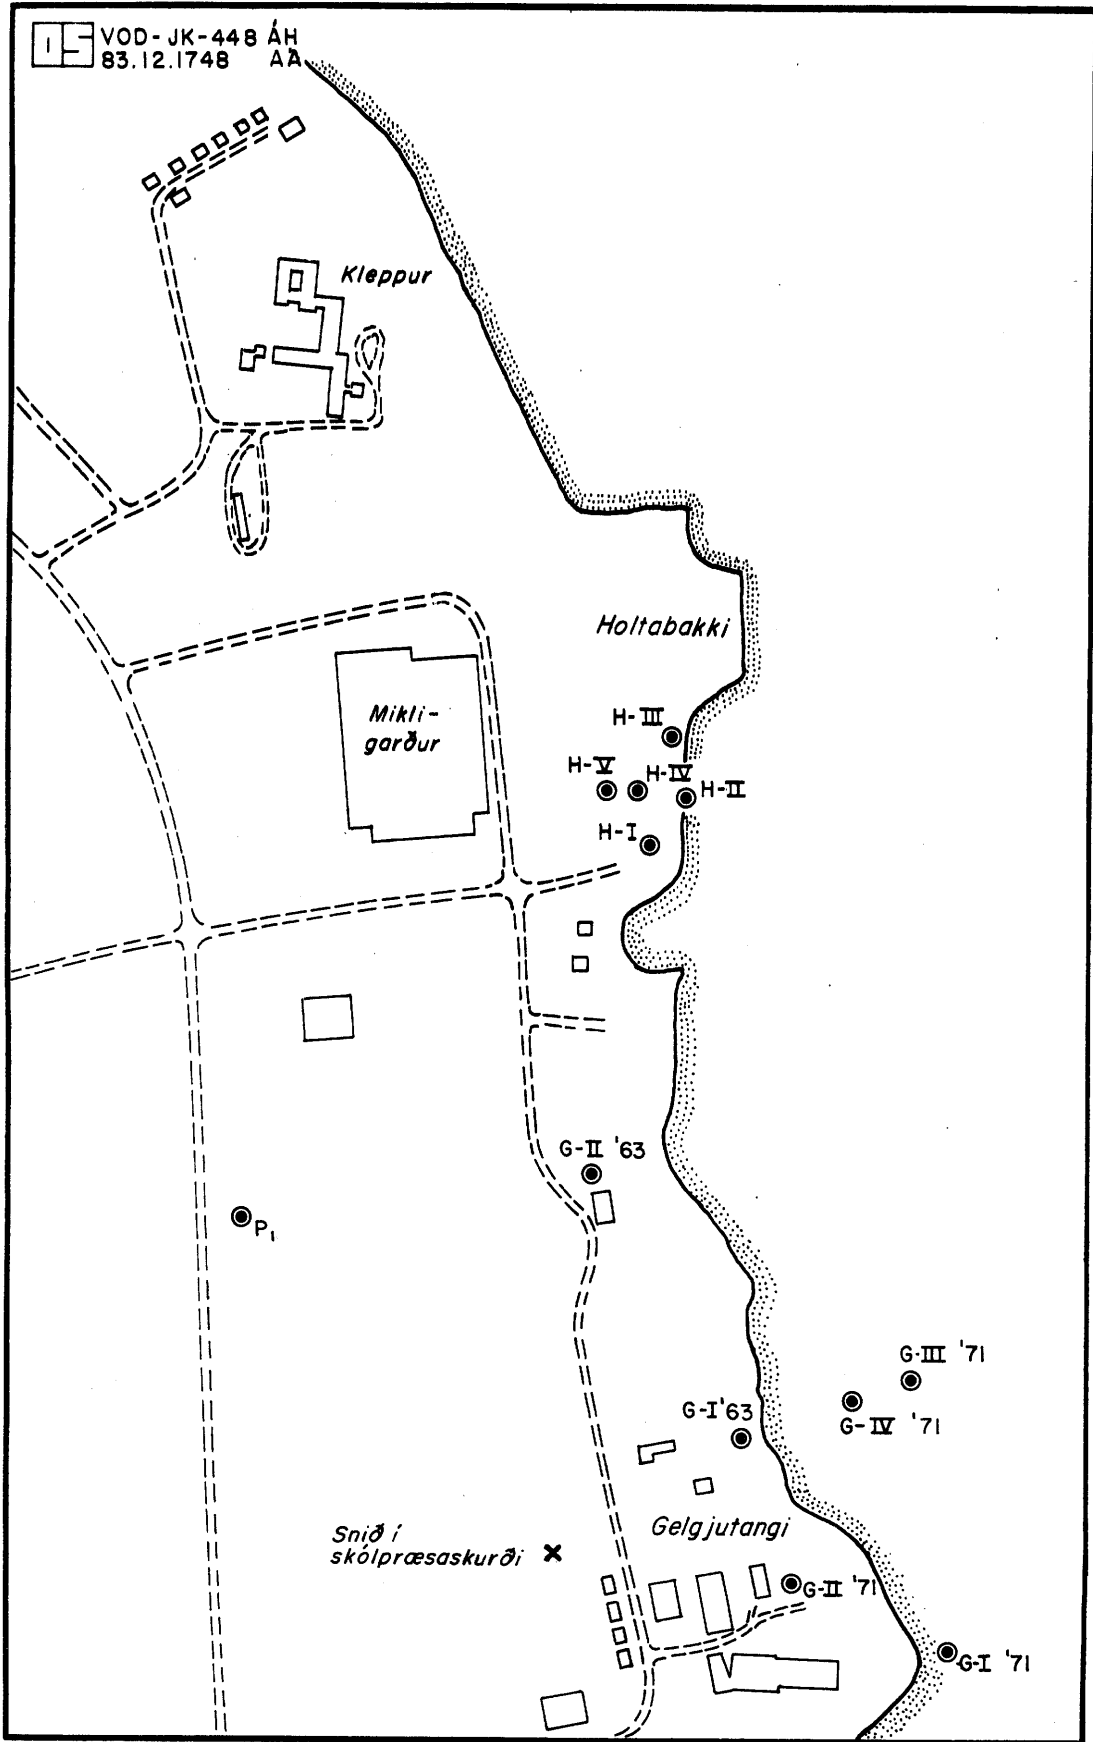 OS VOD-JK-448 ÁH
83.12.1748 AA
Kleppur
Holtabakki
Mikli-
garður
H-III
H-V
H-IV
H-II
H-I
G-II '63
P1
G-III '71
G-IV '71
G-I '63
Gelgjutangi
Snið í
skólpræsaskurði
G-II '71
G-I '71